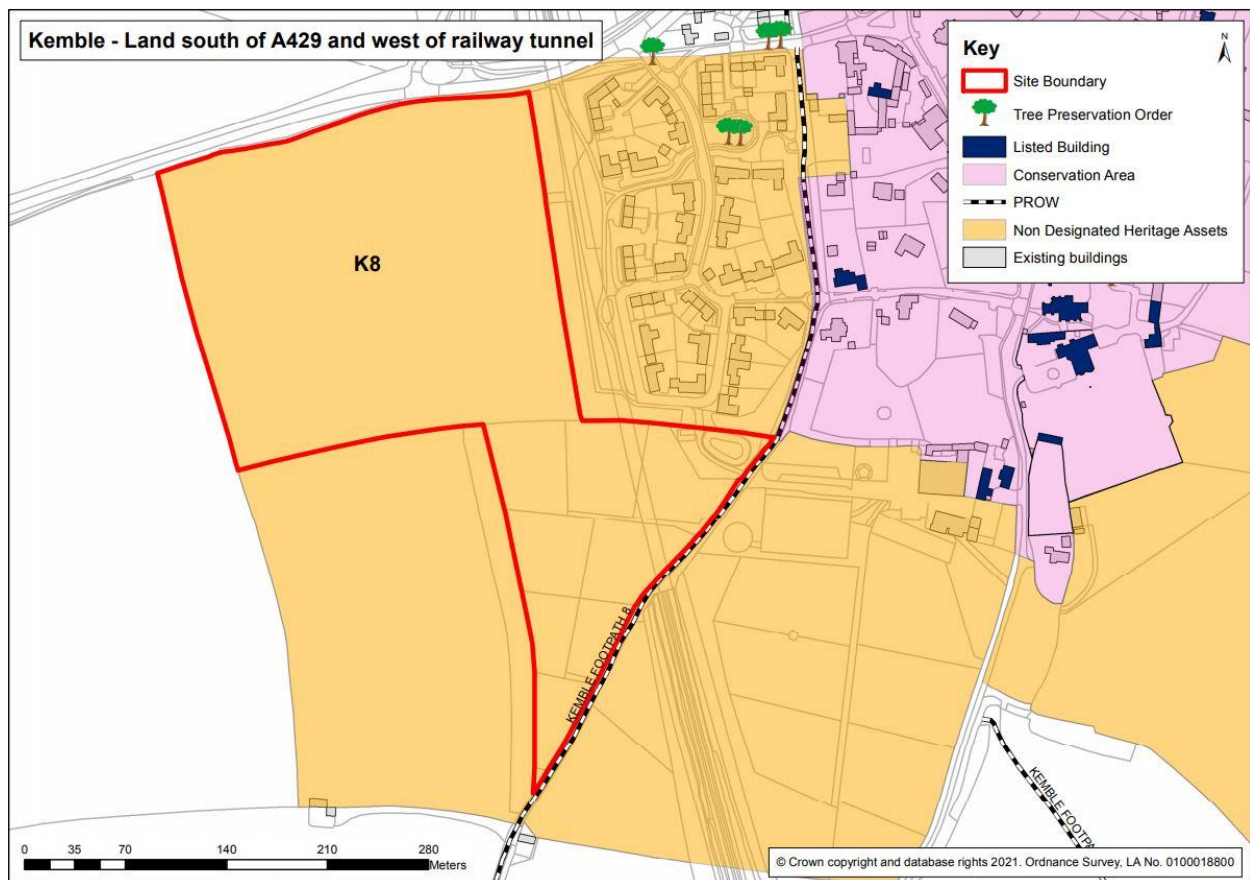 Kemble - Land south of A429 and west of railway tunnel
Key
N
Site Boundary
Tree Preservation Order
Listed Building
Conservation Area
PROW
Non Designated Heritage Assets
Existing buildings
K8
KEMBLE FOOTPATH 8
KEMBLE FOOTPA
0 35 70 140 210 280
Meters
© Crown copyright and database rights 2021. Ordnance Survey, LA No. 0100018800